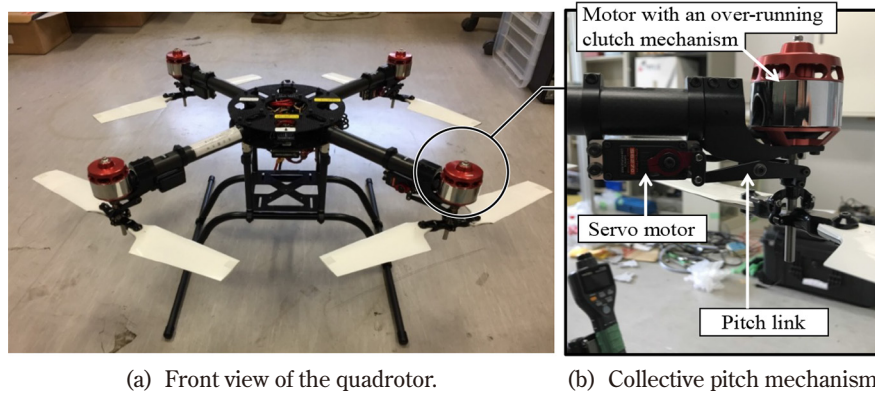 Motor with an over-running
clutch mechanism
Servo motor
Pitch link
(a) Front view of the quadrotor.
(b) Collective pitch mechanism